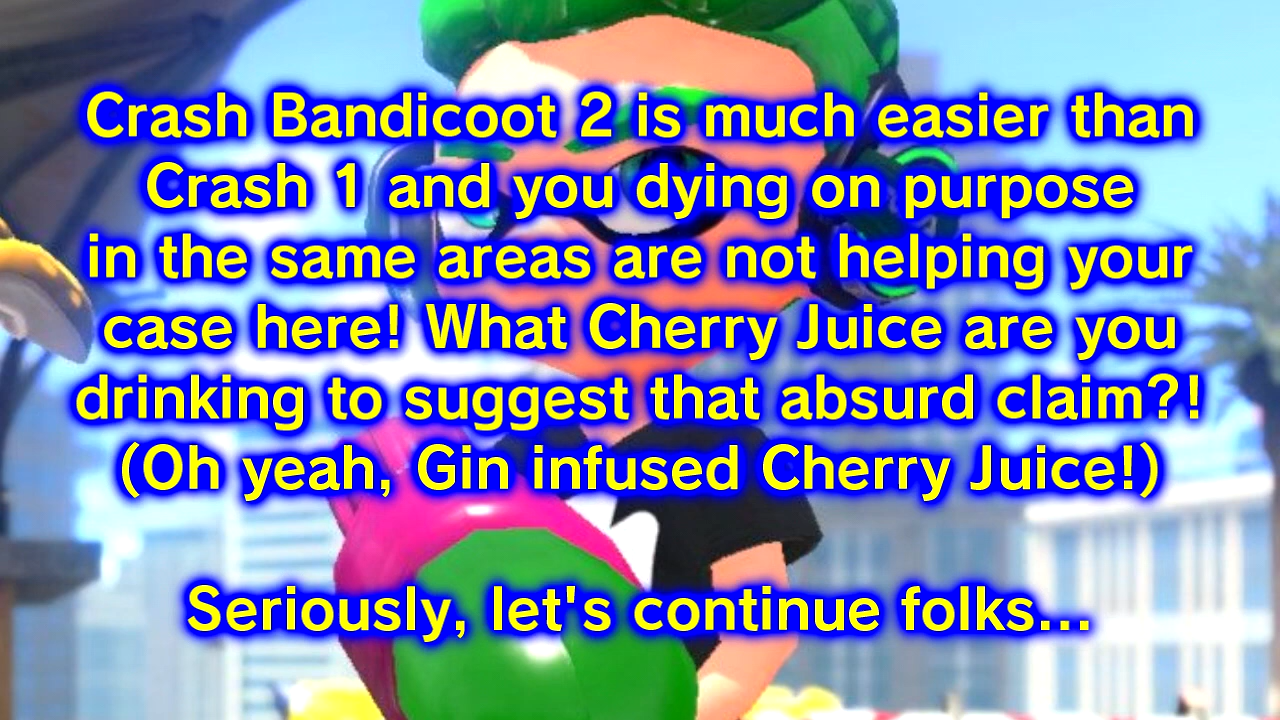 Crash Bandicoot 2 is much easier than
Crash 1 and you dying on purpose
in the same areas are not helping your
case here! What Cherry Juice are you
drinking to suggest that absurd claim?!
(Oh yeah, Gin infused Cherry Juice!)
Seriously, let's continue folks...